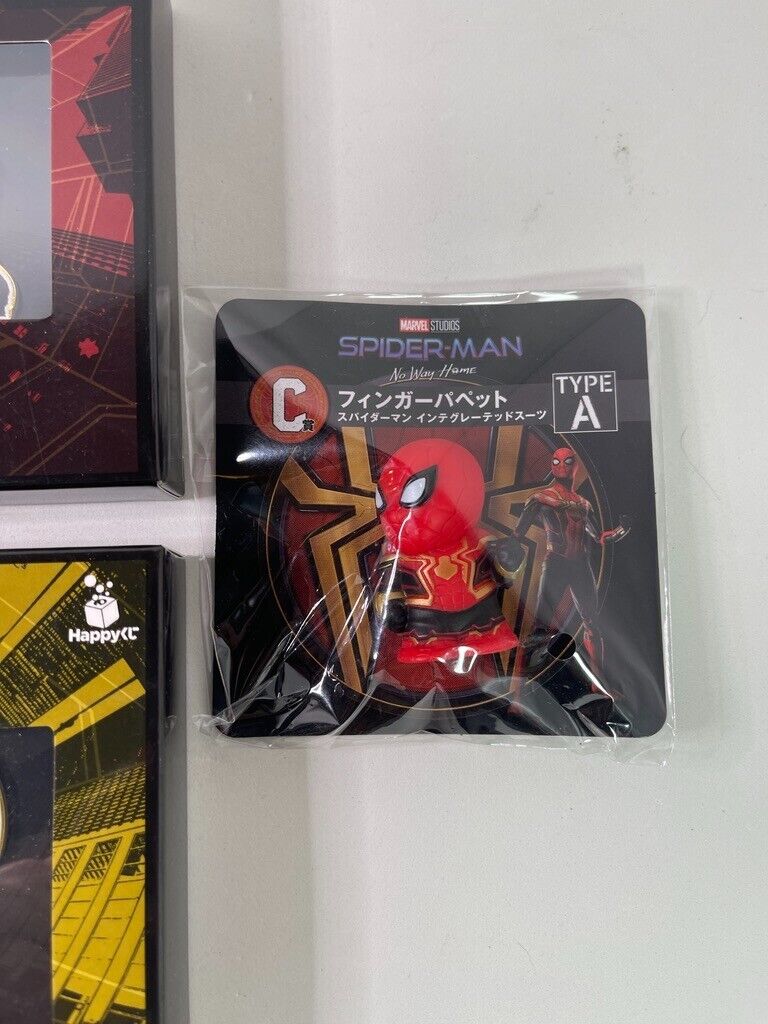 MARVEL STUDIOS
SPIDER-MAN
No Way Home
C賞
フィンガーパペット
スパイダーマン インテグレーテッドスーツ
TYPE
A
Happyくじ